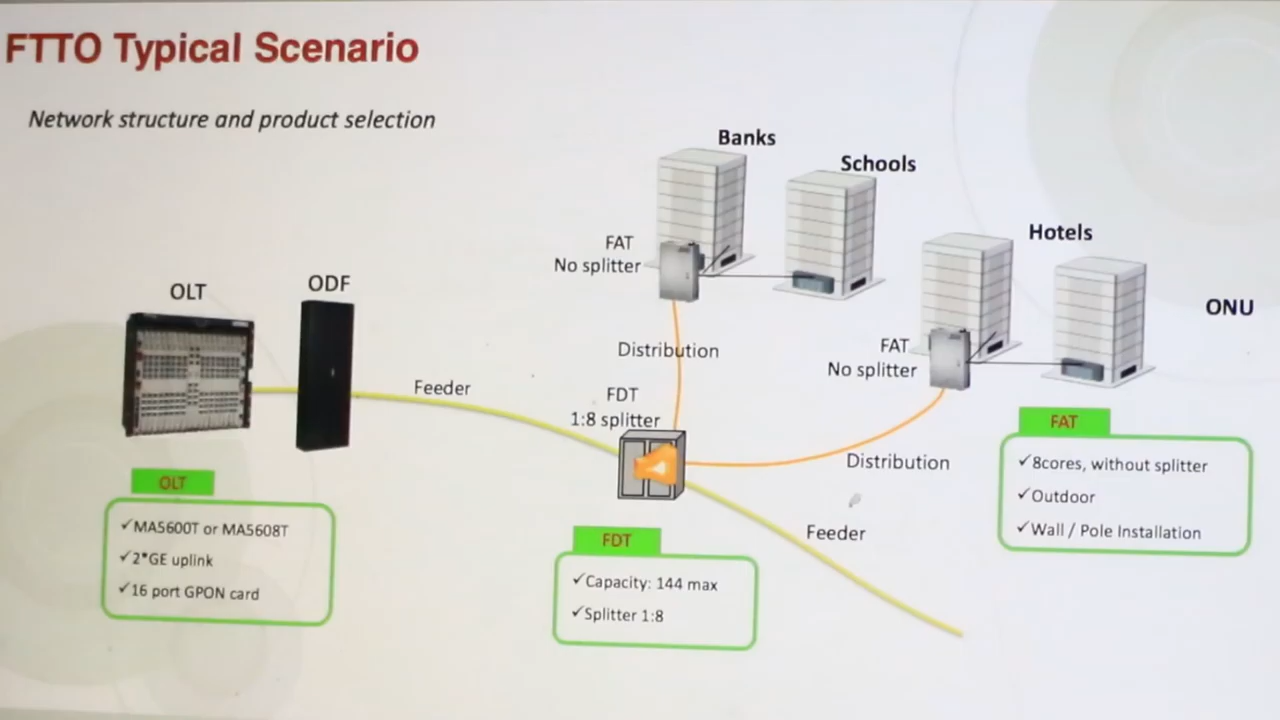 FTTO Typical Scenario
Network structure and product selection
Banks
Schools
Hotels
ONU
FAT
No splitter
OLT
ODF
Distribution
FAT
No splitter
Feeder
FDT
1:8 splitter
Distribution
Feeder
OLT
✓MA5600T or MA5608T
✓2*GE uplink
✓16 port GPON card
FDT
✓Capacity: 144 max
✓Splitter 1:8
FAT
✓8cores, without splitter
✓Outdoor
✓Wall / Pole Installation